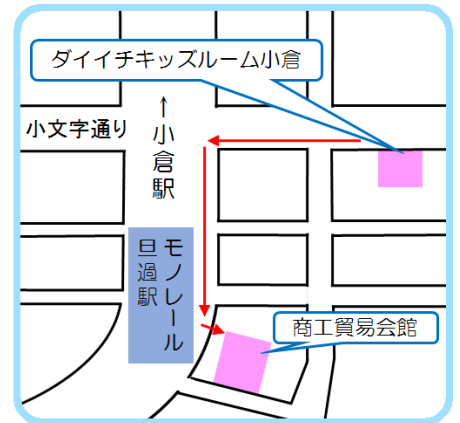 ダイイチキッズルーム小倉
小文字通り
↑小倉駅
モノレール
旦過駅
商工貿易会館